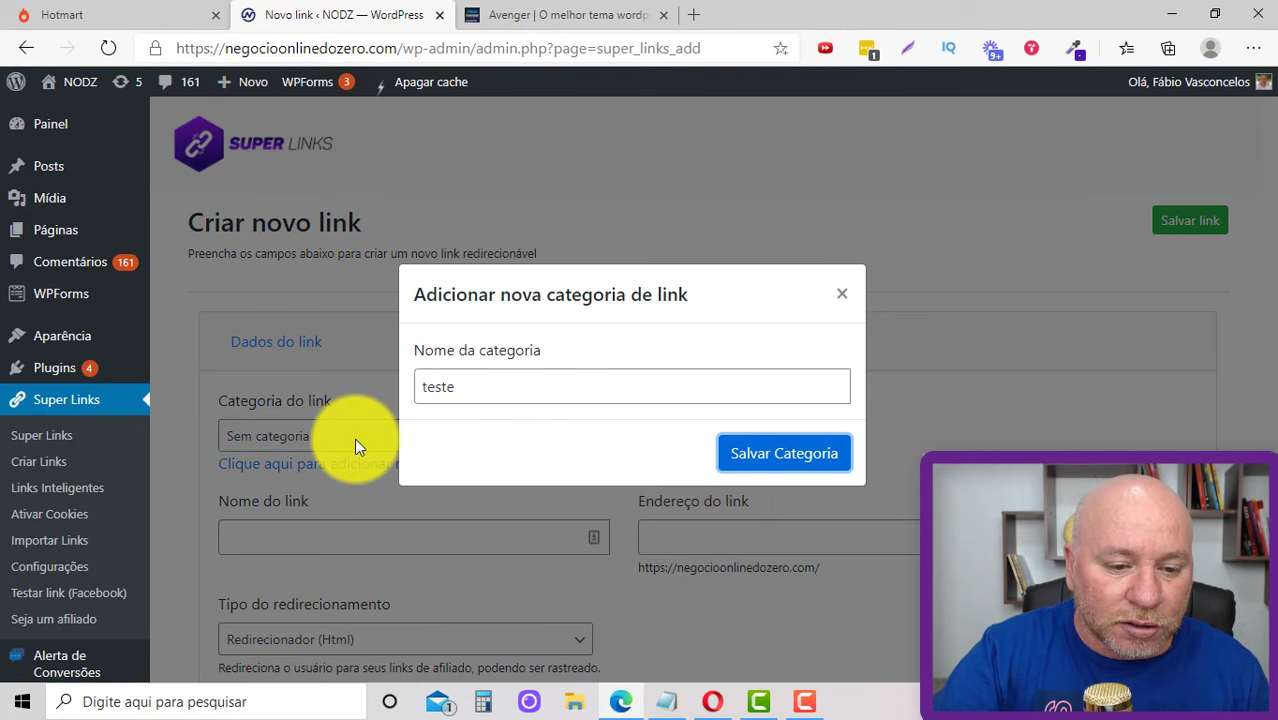 Hotmart
Novo link ‹ NODZ — WordPress
Avenger | O melhor tema wordp
https://negocioonlinedozero.com/wp-admin/admin.php?page=super_links_add
1
IQ
9+
NODZ
5
161
Novo
WPForms 3
Apagar cache
Olá, Fábio Vasconcelos
Painel
Posts
Mídia
Páginas
Comentários 161
WPForms
Aparência
Plugins 4
Super Links
Super Links
Criar Links
Links Inteligentes
Ativar Cookies
Importar Links
Configurações
Testar link (Facebook)
Seja um afiliado
Alerta de
Conversões
SUPER LINKS
Criar novo link
Salvar link
Preencha os campos abaixo para criar um novo link redirecionável
Dados do link
Adicionar nova categoria de link
×
Nome da categoria
teste
Salvar Categoria
Categoria do link
Sem categoria
Clique aqui para adicionar
Nome do link
Endereço do link
https://negocioonlinedozero.com/
Tipo do redirecionamento
Redirecionador (Html)
Redireciona o usuário para seus links de afiliado, podendo ser rastreado.
Digite aqui para pesquisar
1